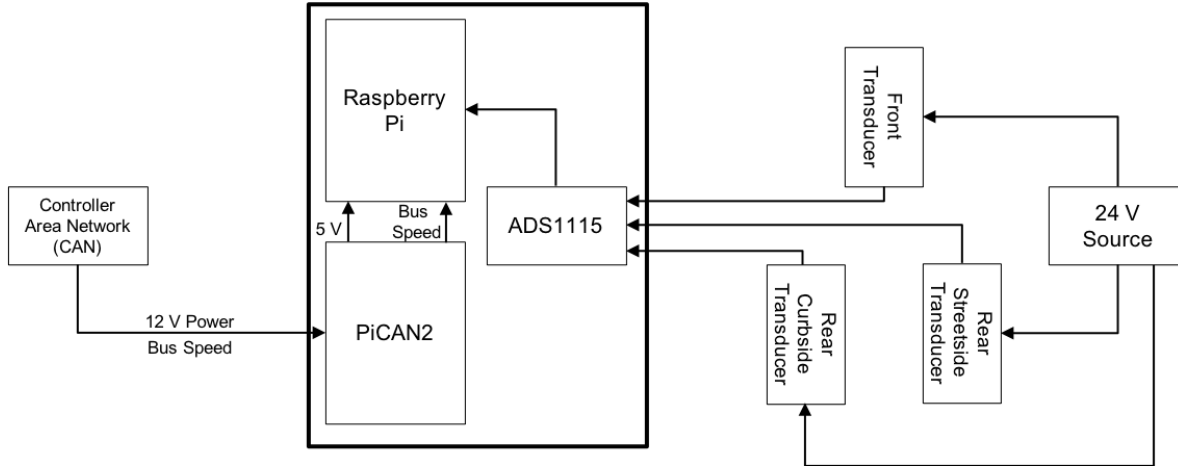 Controller
Area Network
(CAN)
12 V Power
Bus Speed
Raspberry
Pi
5 V
Bus
Speed
PiCAN2
ADS1115
Front
Transducer
Rear
Curbside
Transducer
Rear
Streetside
Transducer
24 V
Source